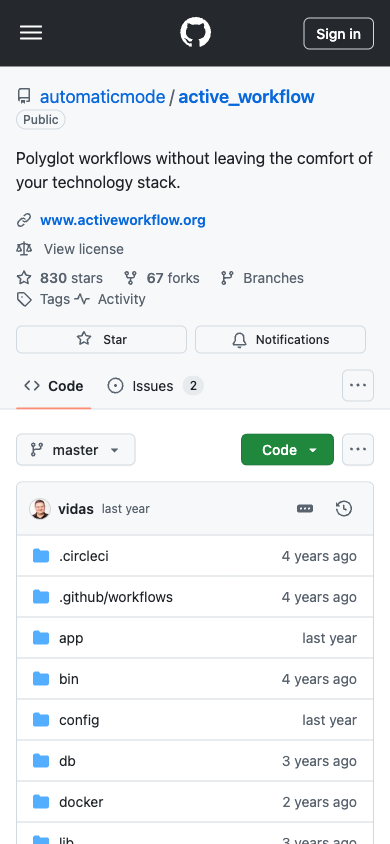 Sign in
automaticmode / active_workflow
Public
Polyglot workflows without leaving the comfort of
your technology stack.
www.activeworkflow.org
View license
830 stars 67 forks Branches
Tags Activity
Star Notifications
Code Issues 2
master Code
vidas last year
.circleci 4 years ago
.github/workflows 4 years ago
app last year
bin 4 years ago
config last year
db 3 years ago
docker 2 years ago
lib 3 years ago